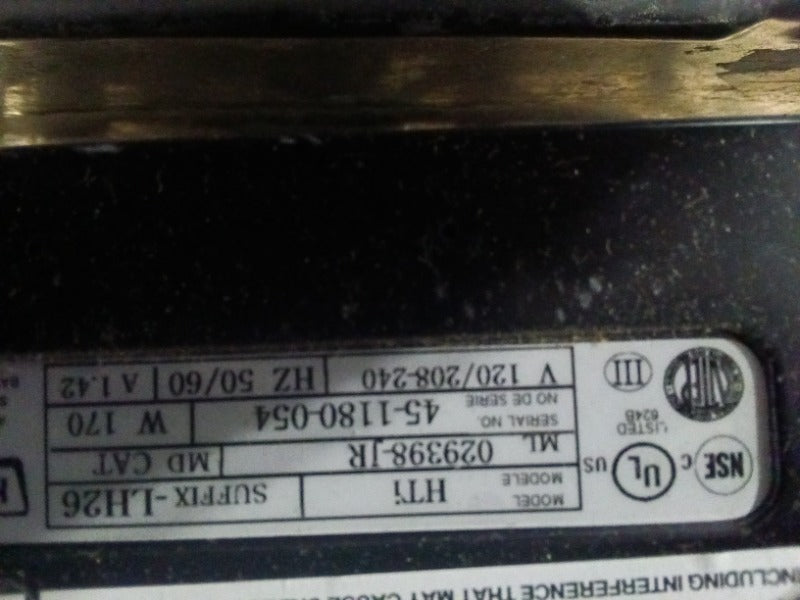 INCLUDING INTERFERENCE THAT MAY CAUSE
MODEL
MODELE HTi SUFFIX-LH26
NSF C UL US
ML 029398-JR MD CAT
LISTED
624B
SERIAL NO.
NO DE SERIE 45-1180-054 W 170
III V 120/208-240 HZ 50/60 A 1.42